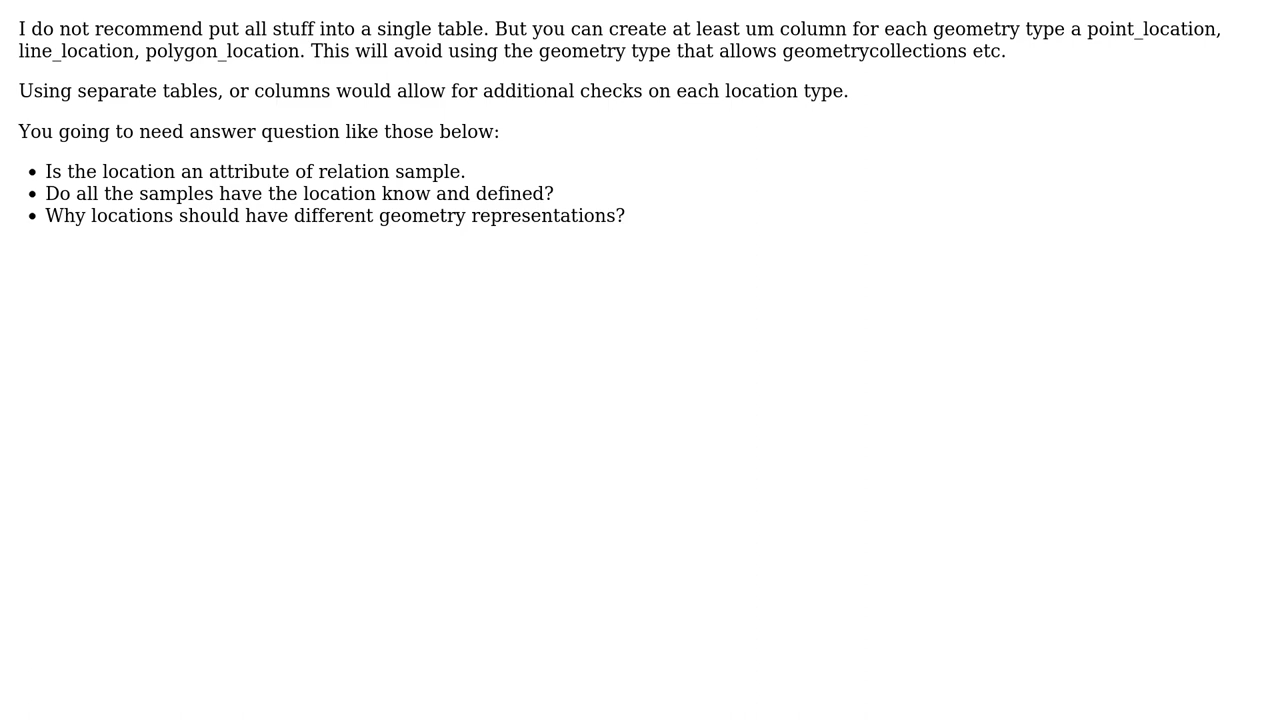 I do not recommend put all stuff into a single table. But you can create at least um column for each geometry type a point_location,
line_location, polygon_location. This will avoid using the geometry type that allows geometrycollections etc.
Using separate tables, or columns would allow for additional checks on each location type.
You going to need answer question like those below:
• Is the location an attribute of relation sample.
• Do all the samples have the location know and defined?
• Why locations should have different geometry representations?